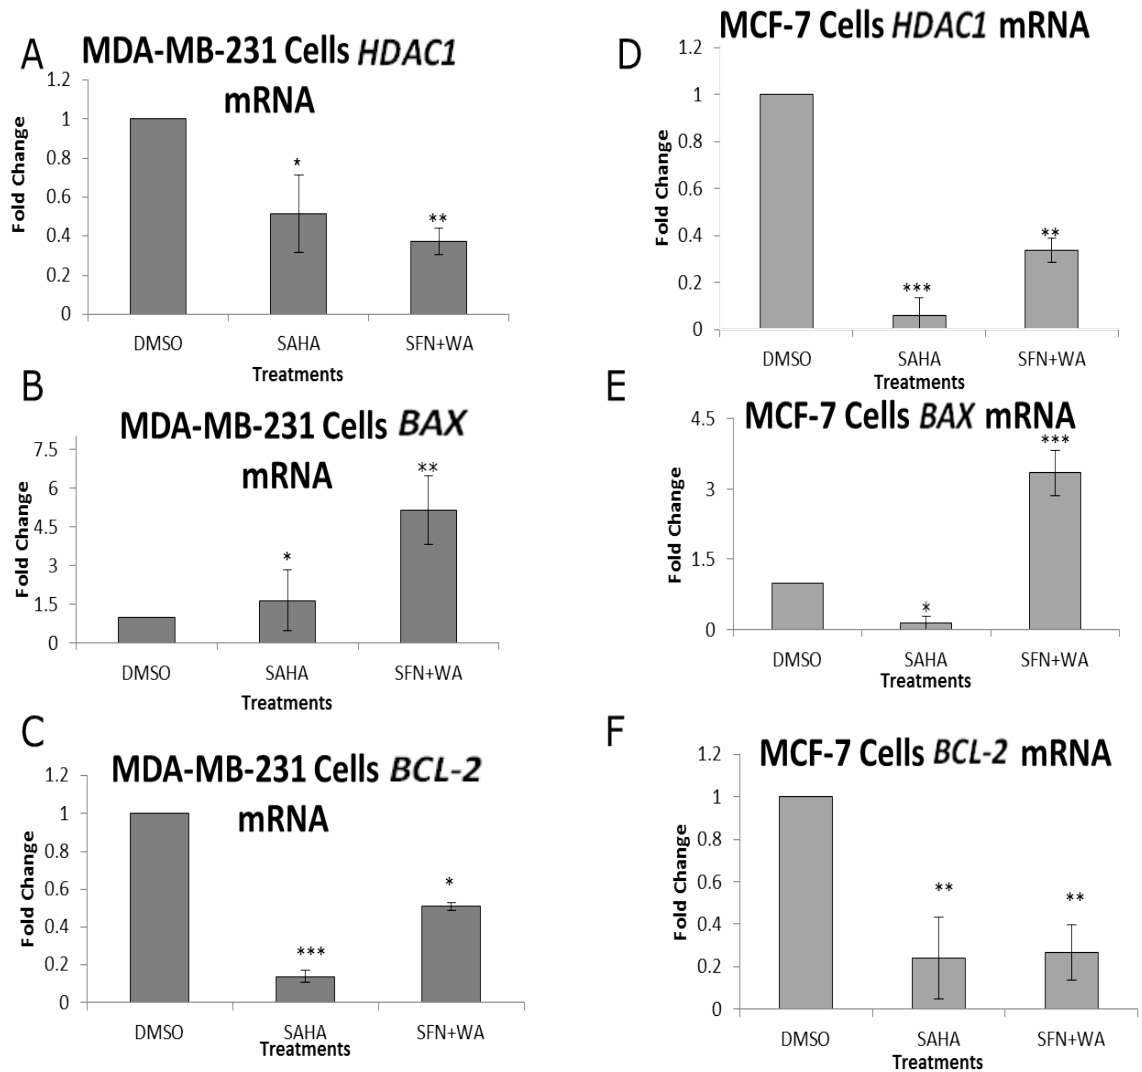 A
MDA-MB-231 Cells HDAC1
mRNA
Fold Change
1.2
1
0.8
0.6
0.4
0.2
0
*
**
DMSO
SAHA
SFN+WA
Treatments
B
MDA-MB-231 Cells BAX
mRNA
Fold Change
7.5
6
4.5
3
1.5
0
*
**
DMSO
SAHA
SFN+WA
Treatments
C
MDA-MB-231 Cells BCL-2
mRNA
Fold Change
1.2
1
0.8
0.6
0.4
0.2
0
***
*
DMSO
SAHA
SFN+WA
Treatments
D
MCF-7 Cells HDAC1 mRNA
Fold Change
1.2
1
0.8
0.6
0.4
0.2
0
***
**
DMSO
SAHA
SFN+WA
Treatments
E
MCF-7 Cells BAX mRNA
Fold Change
4.5
3
1.5
0
*
***
DMSO
SAHA
SFN+WA
Treatments
F
MCF-7 Cells BCL-2 mRNA
Fold Change
1.2
1
0.8
0.6
0.4
0.2
0
**
**
DMSO
SAHA
SFN+WA
Treatments